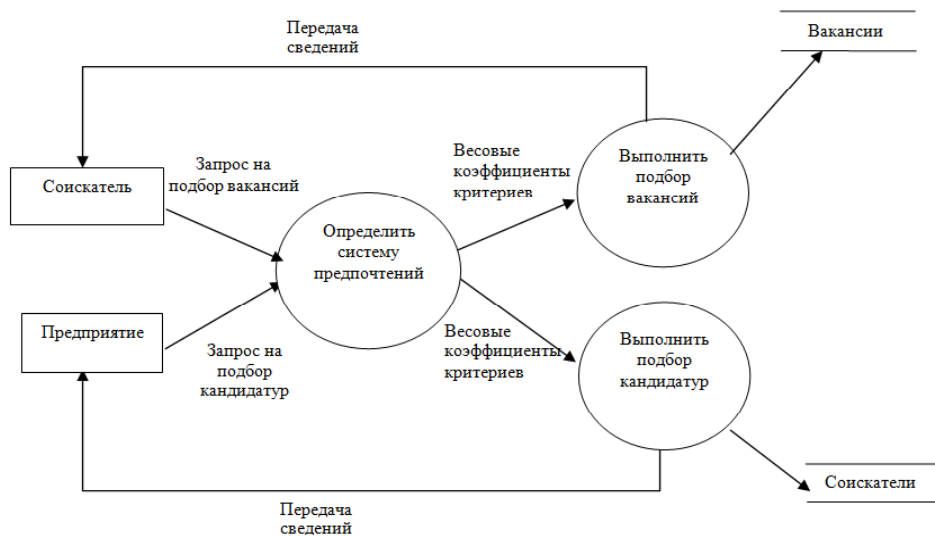 Передача
сведений
Вакансии
Соискатель
Запрос на
подбор вакансий
Весовые
коэффициенты
критериев
Выполнить
подбор
вакансий
Определить
систему
предпочтений
Предприятие
Запрос на
подбор
кандидатур
Весовые
коэффициенты
критериев
Выполнить
подбор
кандидатур
Соискатели
Передача
сведений